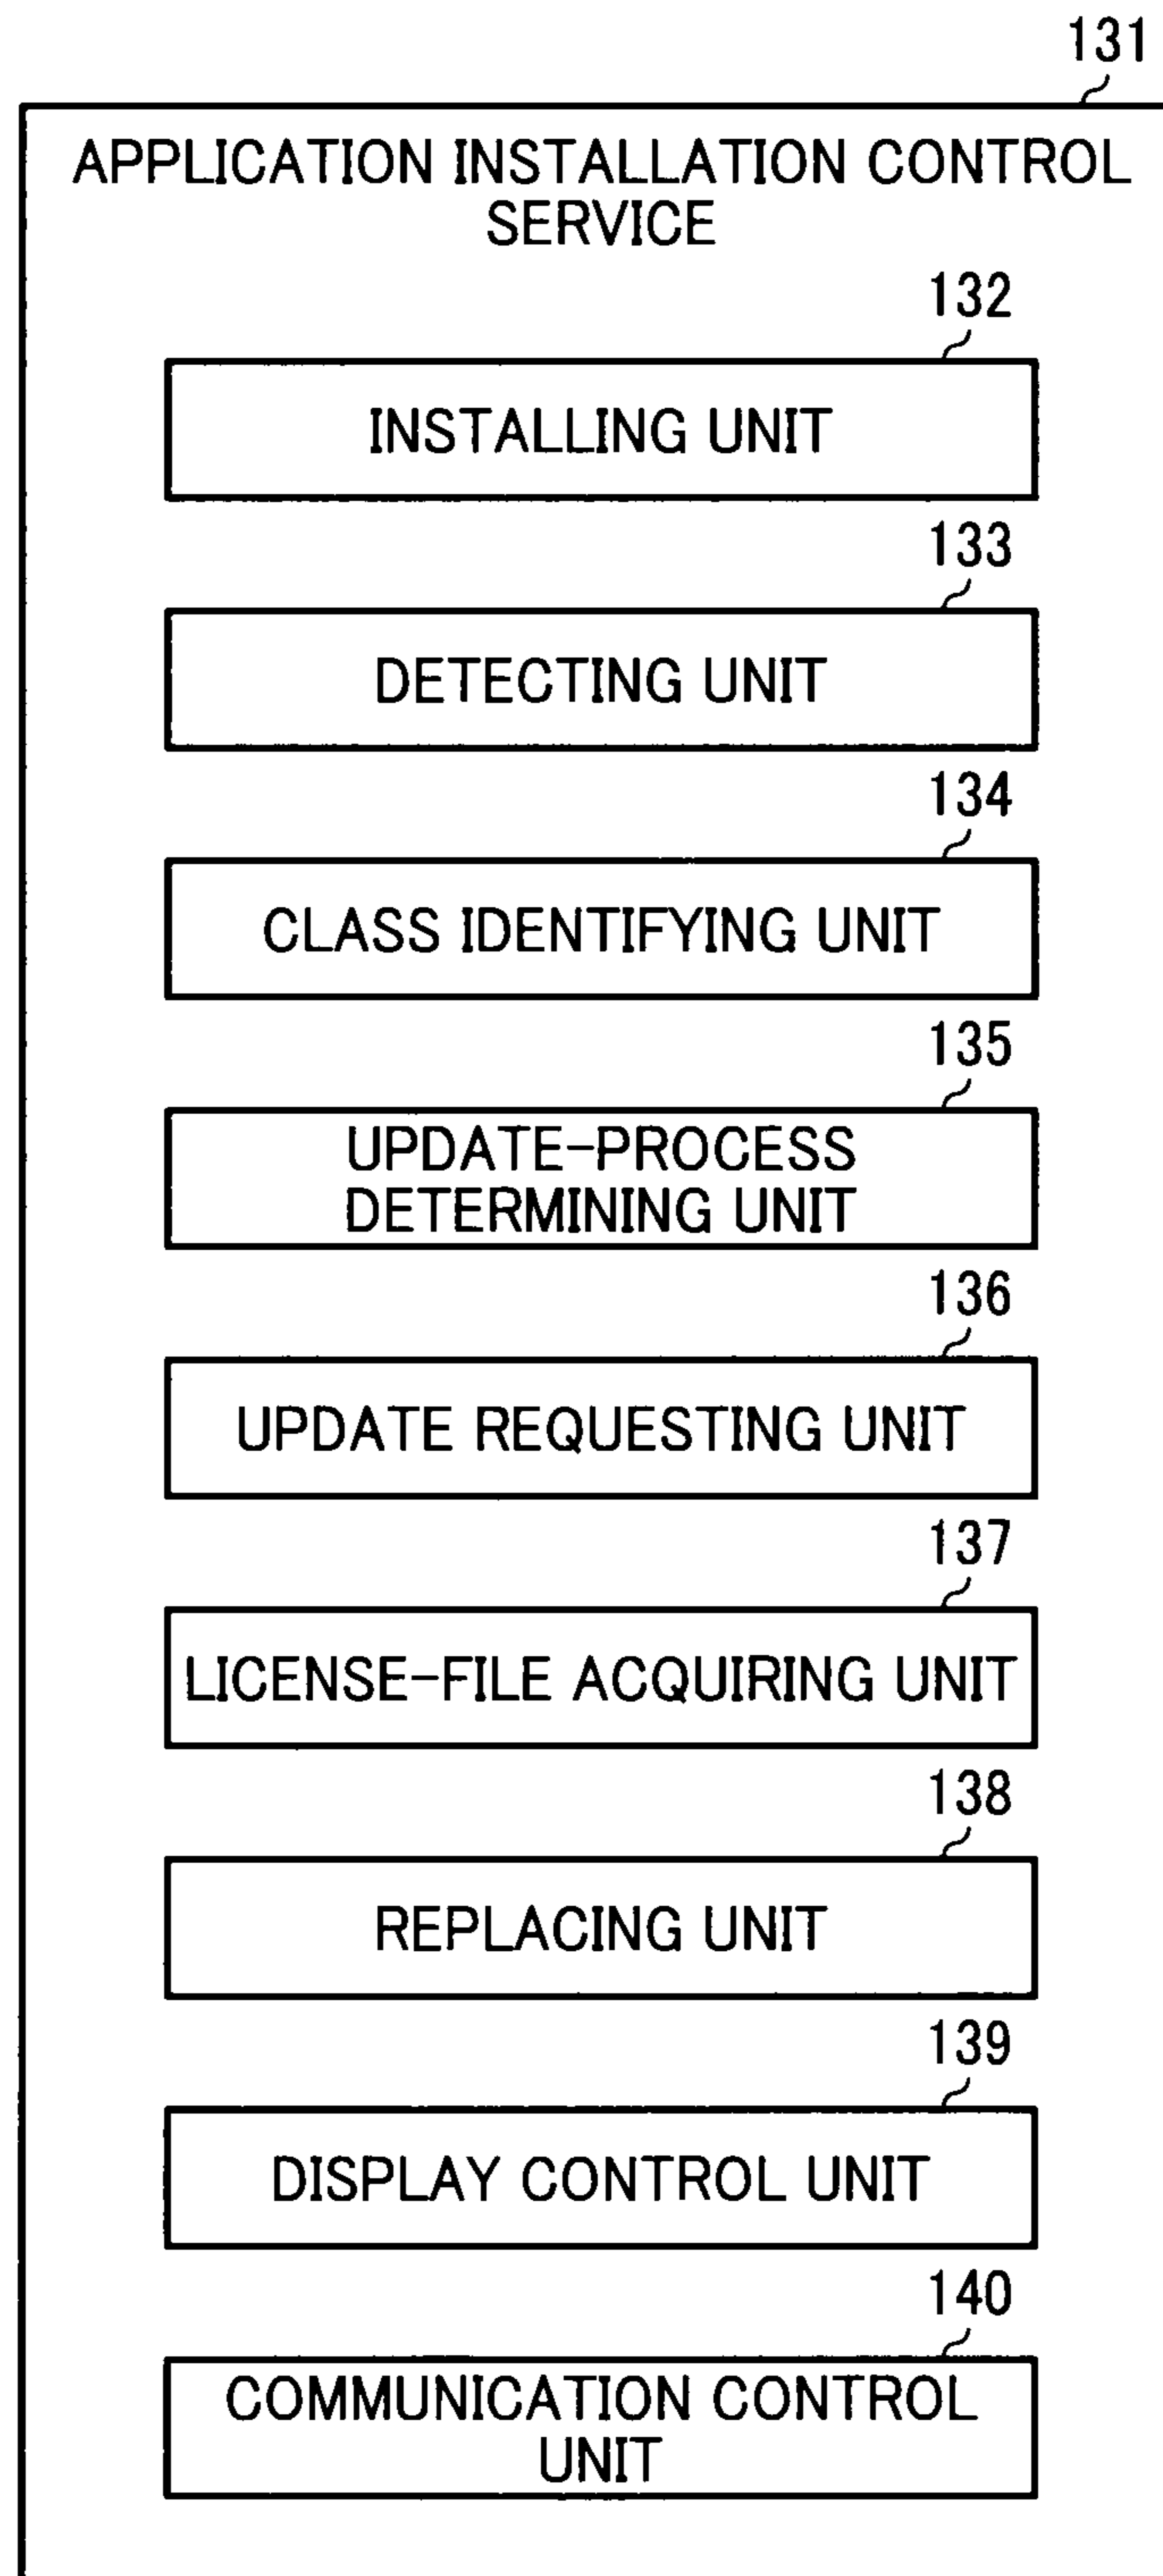 131
APPLICATION INSTALLATION CONTROL
SERVICE
132
INSTALLING UNIT
133
DETECTING UNIT
134
CLASS IDENTIFYING UNIT
135
UPDATE-PROCESS
DETERMINING UNIT
136
UPDATE REQUESTING UNIT
137
LICENSE-FILE ACQUIRING UNIT
138
REPLACING UNIT
139
DISPLAY CONTROL UNIT
140
COMMUNICATION CONTROL
UNIT